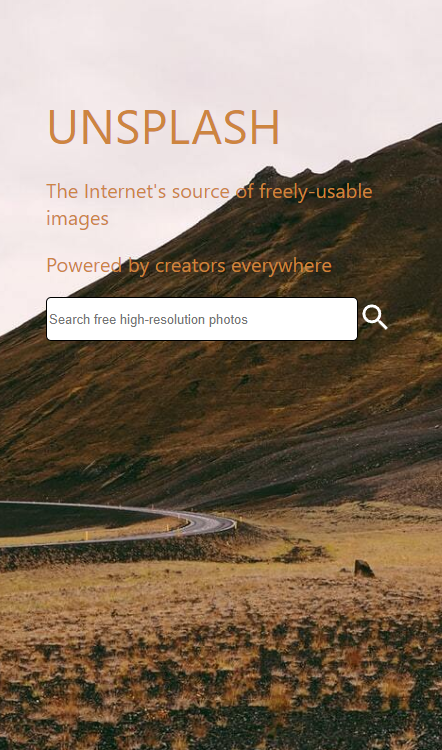 UNSPLASH
The Internet's source of freely-usable
images
Powered by creators everywhere
Search free high-resolution photos